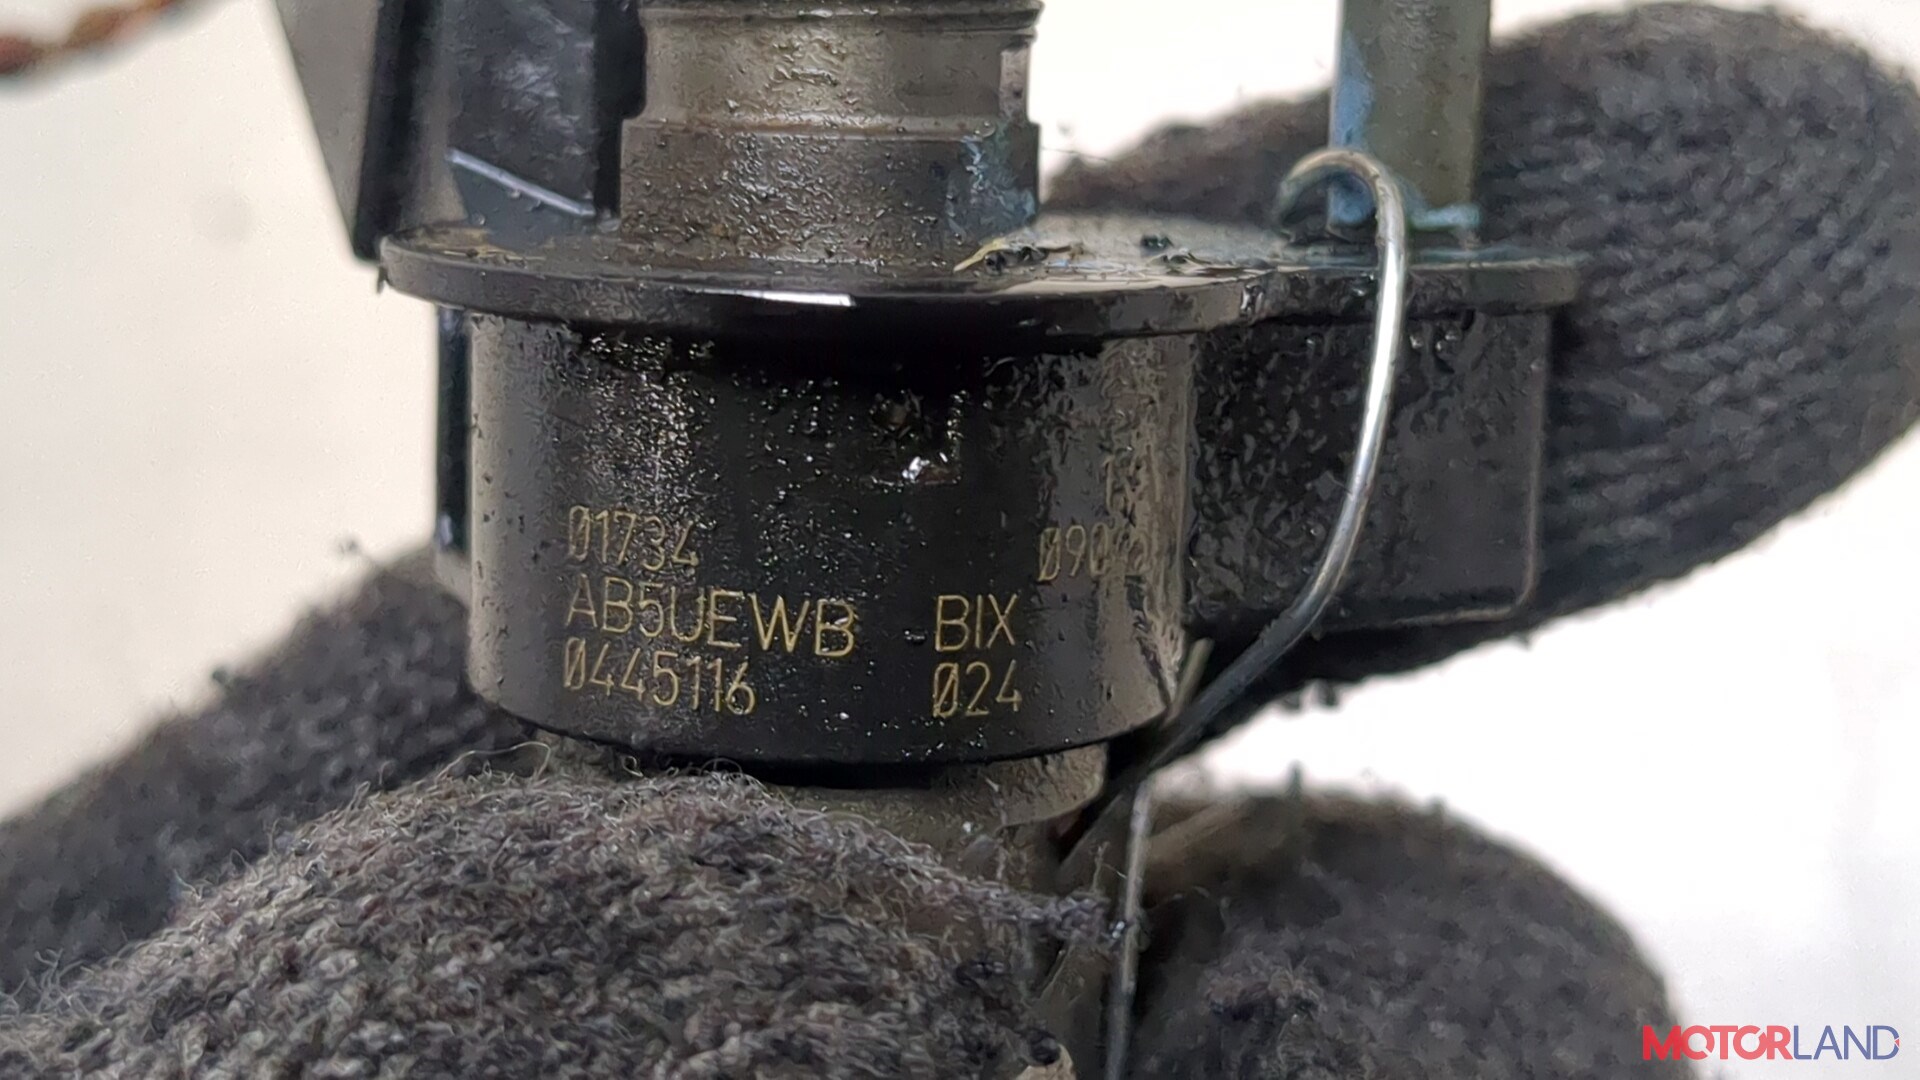 01734
AB5UEWB BIX
0445116 024
MOTORLAND